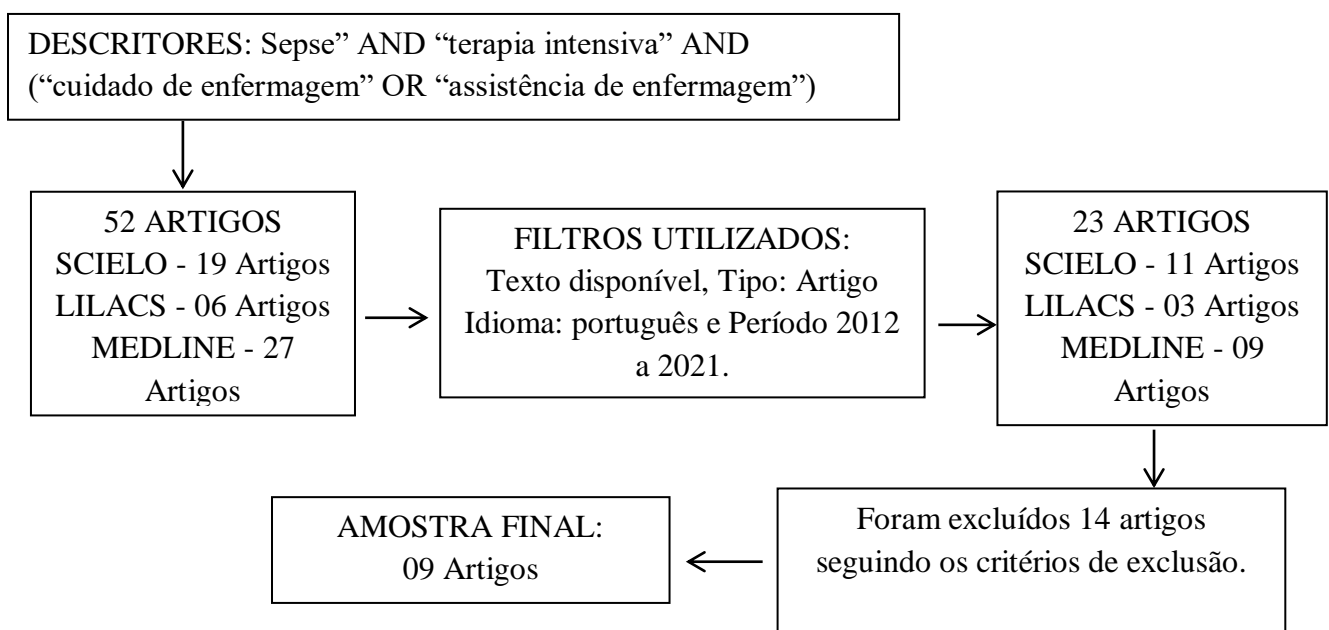 DESCRITORES: Sepse” AND “terapia intensiva” AND
(“cuidado de enfermagem” OR “assistência de enfermagem”)
52 ARTIGOS
SCIELO - 19 Artigos
LILACS - 06 Artigos
MEDLINE - 27
Artigos
FILTROS UTILIZADOS:
Texto disponível, Tipo: Artigo
Idioma: português e Período 2012
a 2021.
23 ARTIGOS
SCIELO - 11 Artigos
LILACS - 03 Artigos
MEDLINE - 09
Artigos
Foram excluídos 14 artigos
seguindo os critérios de exclusão.
AMOSTRA FINAL:
09 Artigos